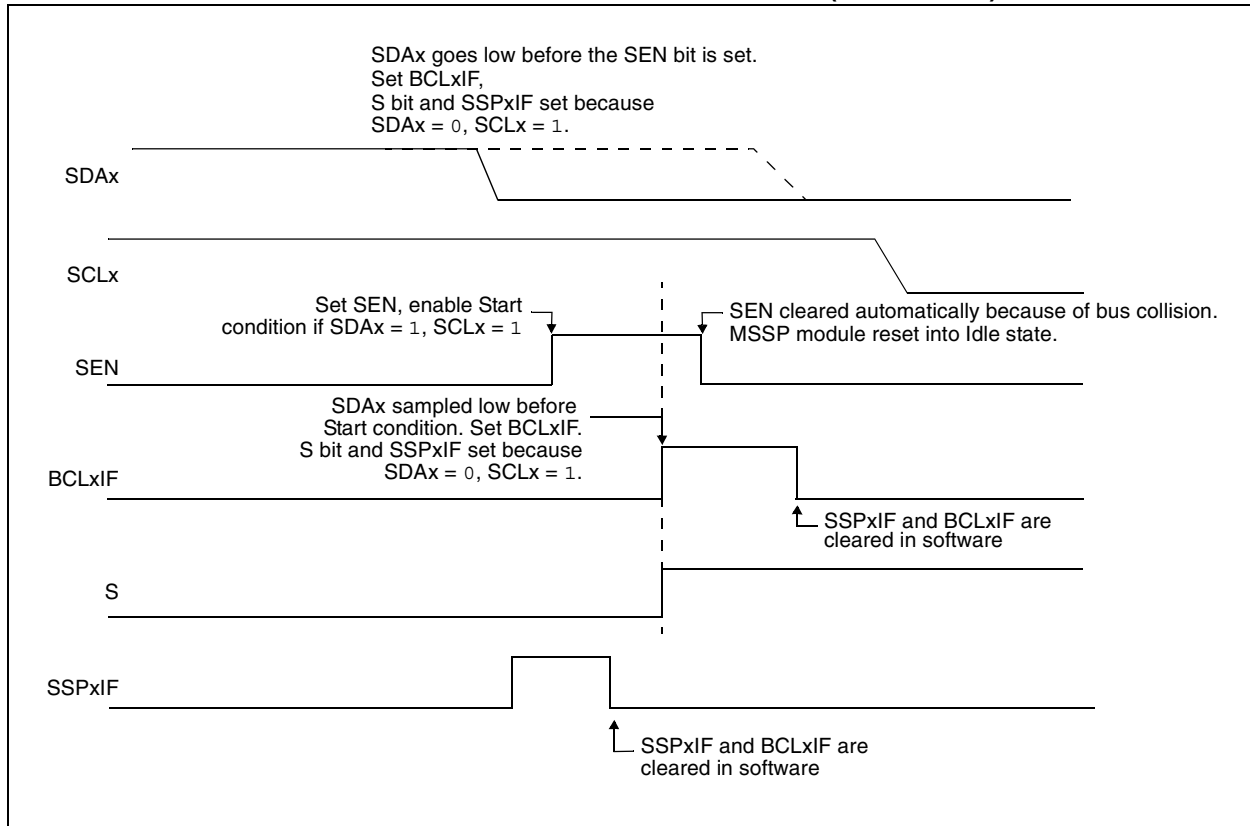 SDAx goes low before the SEN bit is set.
Set BCLxIF,
S bit and SSPxIF set because
SDAx = 0, SCLx = 1.
SDAx
SCLx
Set SEN, enable Start
condition if SDAx = 1, SCLx = 1
SEN cleared automatically because of bus collision.
MSSP module reset into Idle state.
SEN
SDAx sampled low before
Start condition. Set BCLxIF.
S bit and SSPxIF set because
SDAx = 0, SCLx = 1.
BCLxIF
SSPxIF and BCLxIF are
cleared in software
S
SSPxIF
SSPxIF and BCLxIF are
cleared in software